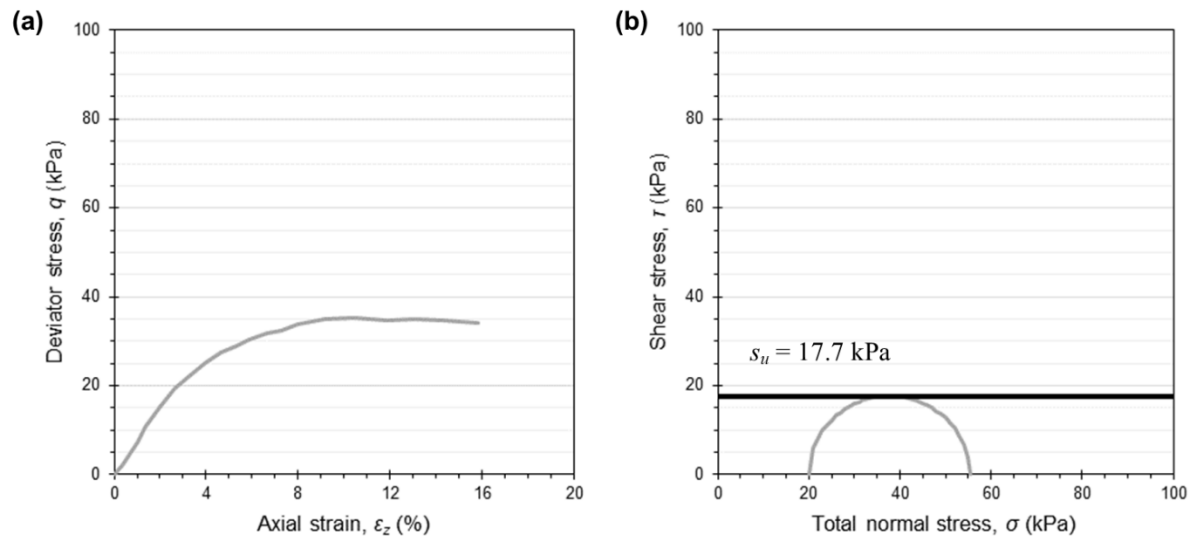 (a)
100
80
60
40
20
0
Deviator stress, q (kPa)
0 4 8 12 16 20
Axial strain, εz (%)
(b)
100
80
60
40
20
0
Shear stress, τ (kPa)
su = 17.7 kPa
0 20 40 60 80 100
Total normal stress, σ (kPa)